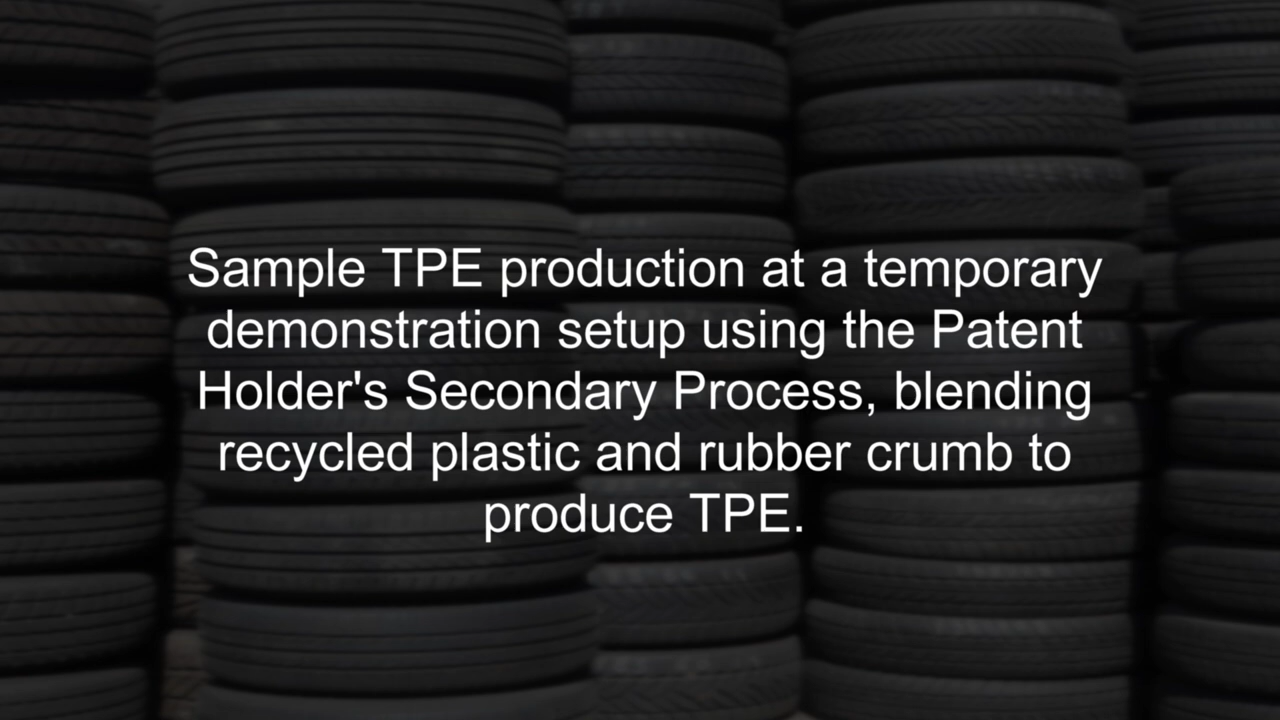 Sample TPE production at a temporary
demonstration setup using the Patent
Holder's Secondary Process, blending
recycled plastic and rubber crumb to
produce TPE.